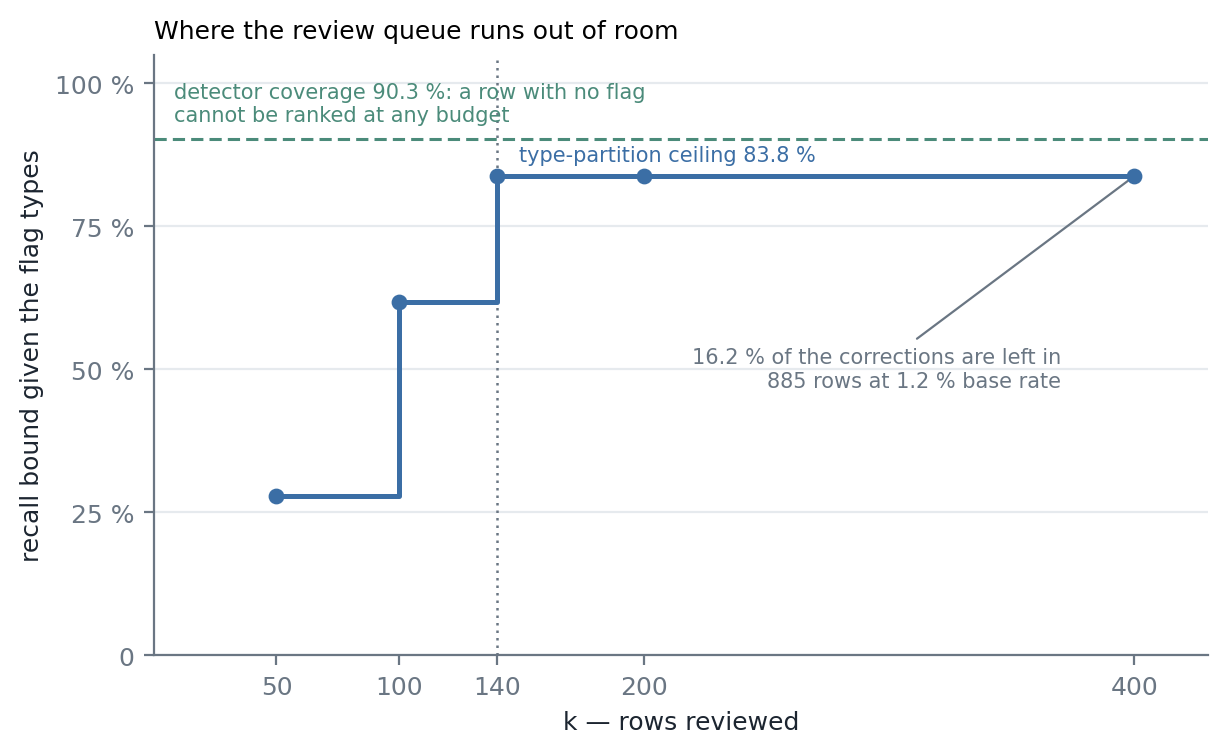 Where the review queue runs out of room
100 %
detector coverage 90.3 %: a row with no flag
cannot be ranked at any budget
type-partition ceiling 83.8 %
75 %
16.2 % of the corrections are left in
885 rows at 1.2 % base rate
50 %
25 %
0
recall bound given the flag types
50 100 140 200 400
k — rows reviewed